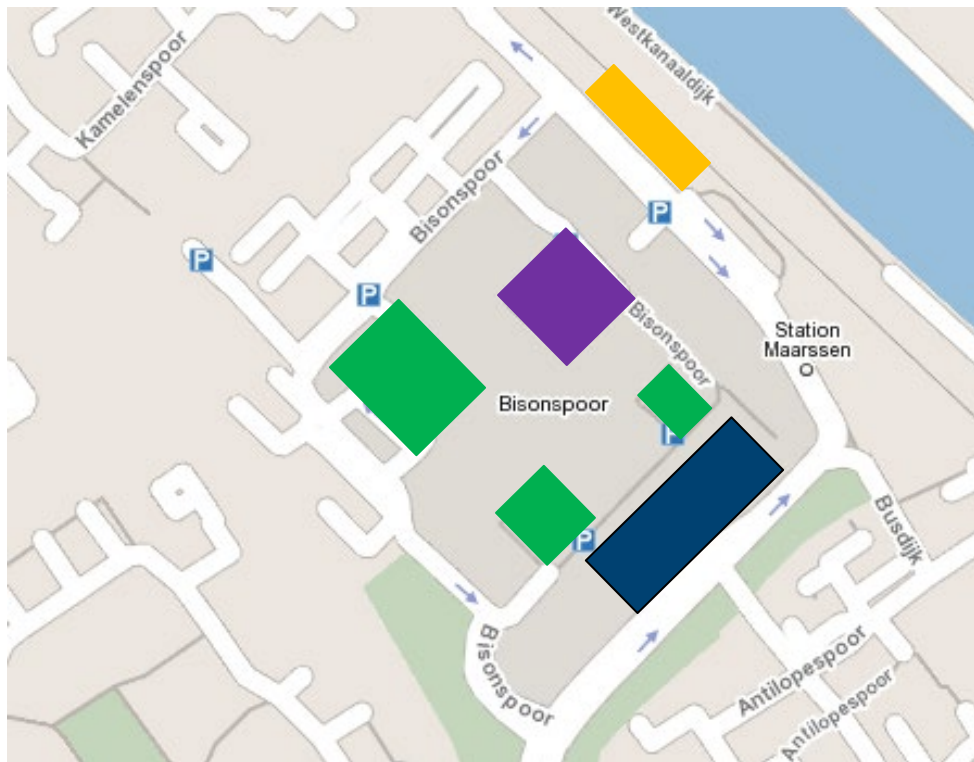 Westkanaaldijk
Kamelenspoor
P
Bisonspoor
P
P
Station
Maarssen
Bisonspoor
Bisonspoor
P
P
Busdijk
Bisonspoor
Antilopespoor
Antilopespoor